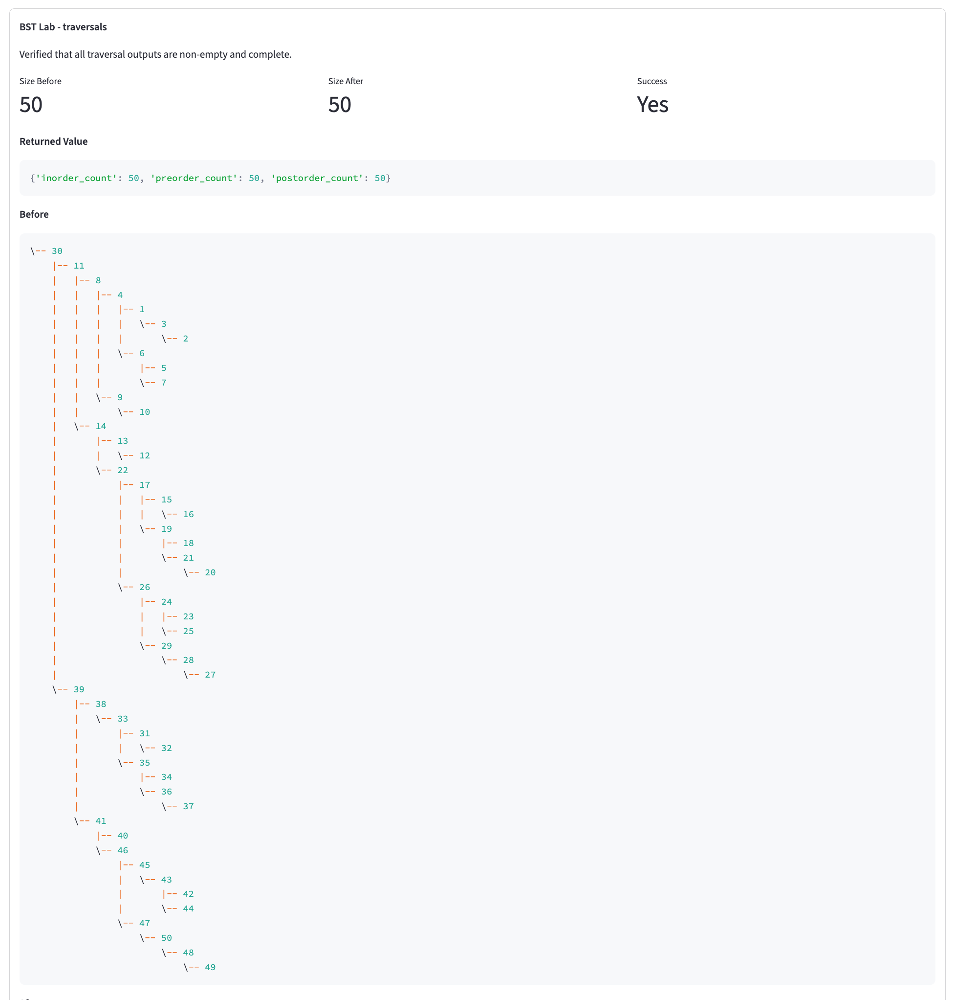 BST Lab - traversals
Verified that all traversal outputs are non-empty and complete.
Size Before
Size After
Success
50
50
Yes
Returned Value
{'inorder_count': 50, 'preorder_count': 50, 'postorder_count': 50}
Before
\-- 30
    |-- 11
    |   |-- 8
    |   |   |-- 4
    |   |   |   |-- 1
    |   |   |   |   \-- 3
    |   |   |   |       \-- 2
    |   |   |   \-- 6
    |   |   |       |-- 5
    |   |   |       \-- 7
    |   |   \-- 9
    |   |       \-- 10
    |   \-- 14
    |       |-- 13
    |       |   \-- 12
    |       \-- 22
    |           |-- 17
    |           |   |-- 15
    |           |   |   \-- 16
    |           |   \-- 19
    |           |       |-- 18
    |           |       \-- 21
    |           |           \-- 20
    |           \-- 26
    |               |-- 24
    |               |   |-- 23
    |               |   \-- 25
    |               \-- 29
    |                   \-- 28
    |                       \-- 27
    \-- 39
        |-- 38
        |   \-- 33
        |       |-- 31
        |       |   \-- 32
        |       \-- 35
        |           |-- 34
        |           \-- 36
        |               \-- 37
        \-- 41
            |-- 40
            \-- 46
                |-- 45
                |   \-- 43
                |       |-- 42
                |       \-- 44
                \-- 47
                    \-- 50
                        \-- 48
                            \-- 49